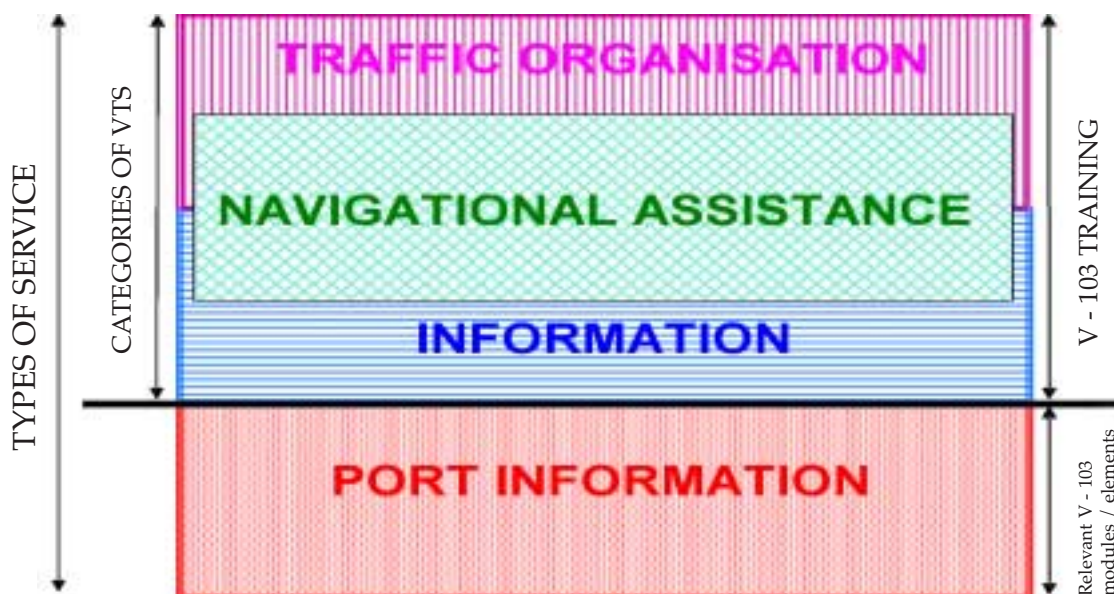 TYPES OF SERVICE
CATEGORIES OF VTS
TRAFFIC ORGANISATION
NAVIGATIONAL ASSISTANCE
INFORMATION
PORT INFORMATION
V - 103 TRAINING
Relevant V - 103
modules / elements